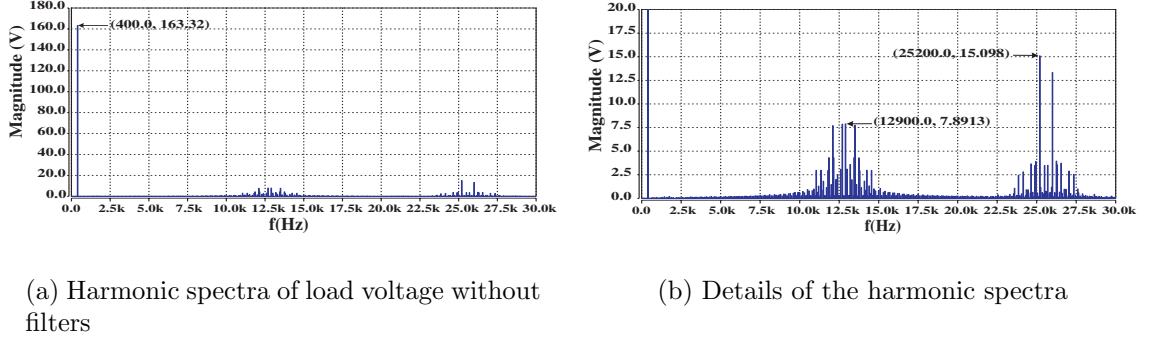 180.0
160.0
140.0
120.0
100.0
80.0
60.0
40.0
20.0
0.0
Magnitude (V)
(400.0, 163.32)
0.0 2.5k 5.0k 7.5k 10.0k 12.5k 15.0k 17.5k 20.0k 22.5k 25.0k 27.5k 30.0k
f(Hz)
20.0
17.5
15.0
12.5
10.0
7.5
5.0
2.5
0.0
Magnitude (V)
(25200.0, 15.098)
(12900.0, 7.8913)
0.0 2.5k 5.0k 7.5k 10.0k 12.5k 15.0k 17.5k 20.0k 22.5k 25.0k 27.5k 30.0k
f(Hz)
(a) Harmonic spectra of load voltage without
filters
(b) Details of the harmonic spectra